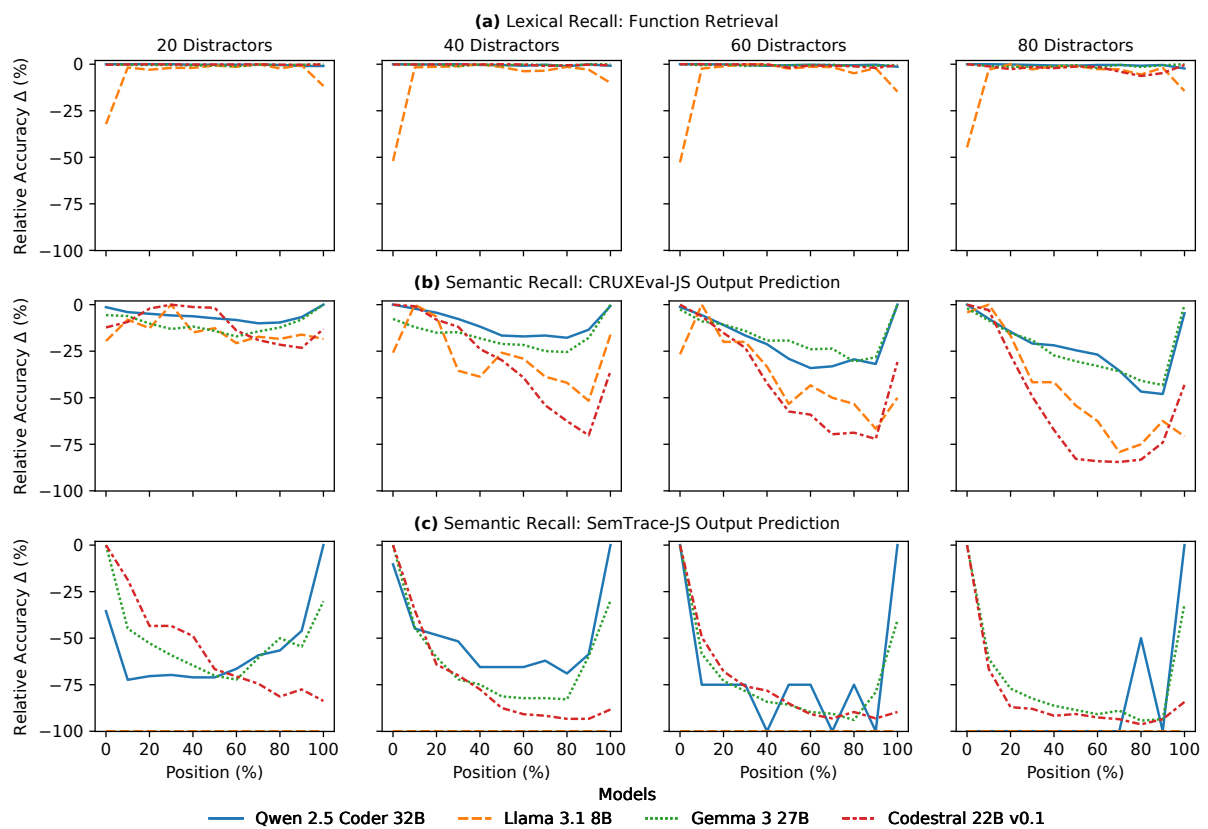 (a) Lexical Recall: Function Retrieval
20 Distractors
40 Distractors
60 Distractors
80 Distractors
Relative Accuracy Δ (%)
0
−25
−50
−75
−100
(b) Semantic Recall: CRUXEval-JS Output Prediction
Relative Accuracy Δ (%)
0
−25
−50
−75
−100
(c) Semantic Recall: SemTrace-JS Output Prediction
Relative Accuracy Δ (%)
0
−25
−50
−75
−100
0 20 40 60 80 100
0 20 40 60 80 100
0 20 40 60 80 100
0 20 40 60 80 100
Position (%)
Position (%)
Position (%)
Position (%)
Models
Qwen 2.5 Coder 32B
Llama 3.1 8B
Gemma 3 27B
Codestral 22B v0.1